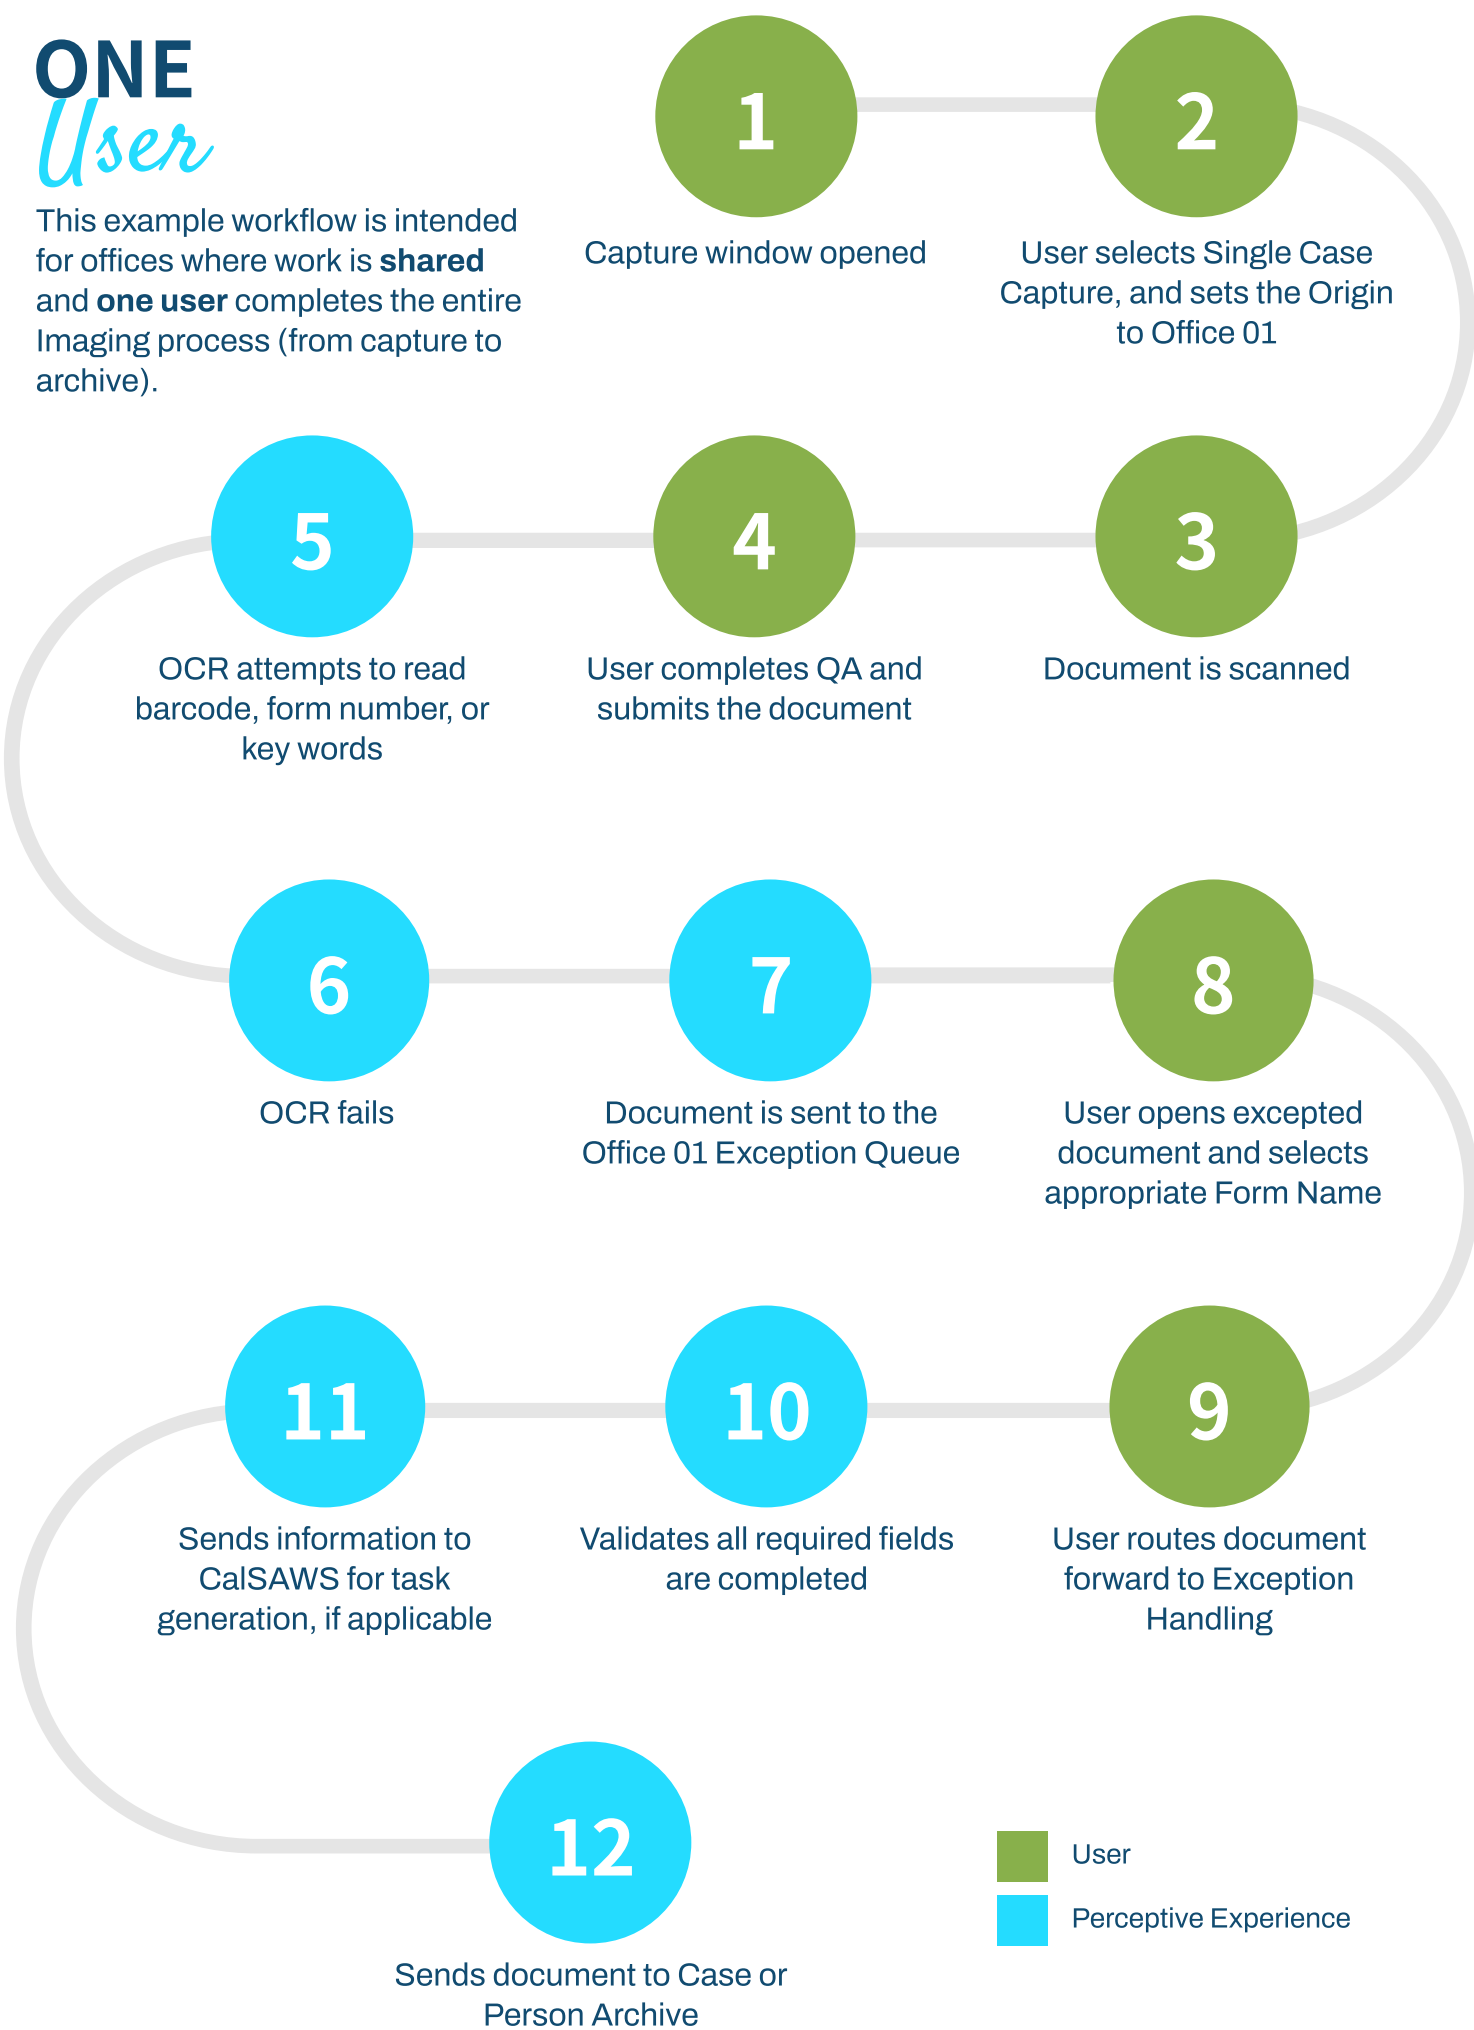 ONE
User
This example workflow is intended
for offices where work is shared
and one user completes the entire
Imaging process (from capture to
archive).
1
Capture window opened
2
User selects Single Case
Capture, and sets the Origin
to Office 01
3
Document is scanned
4
User completes QA and
submits the document
5
OCR attempts to read
barcode, form number, or
key words
6
OCR fails
7
Document is sent to the
Office 01 Exception Queue
8
User opens excepted
document and selects
appropriate Form Name
9
User routes document
forward to Exception
Handling
10
Validates all required fields
are completed
11
Sends information to
CalSAWS for task
generation, if applicable
12
Sends document to Case or
Person Archive
User
Perceptive Experience